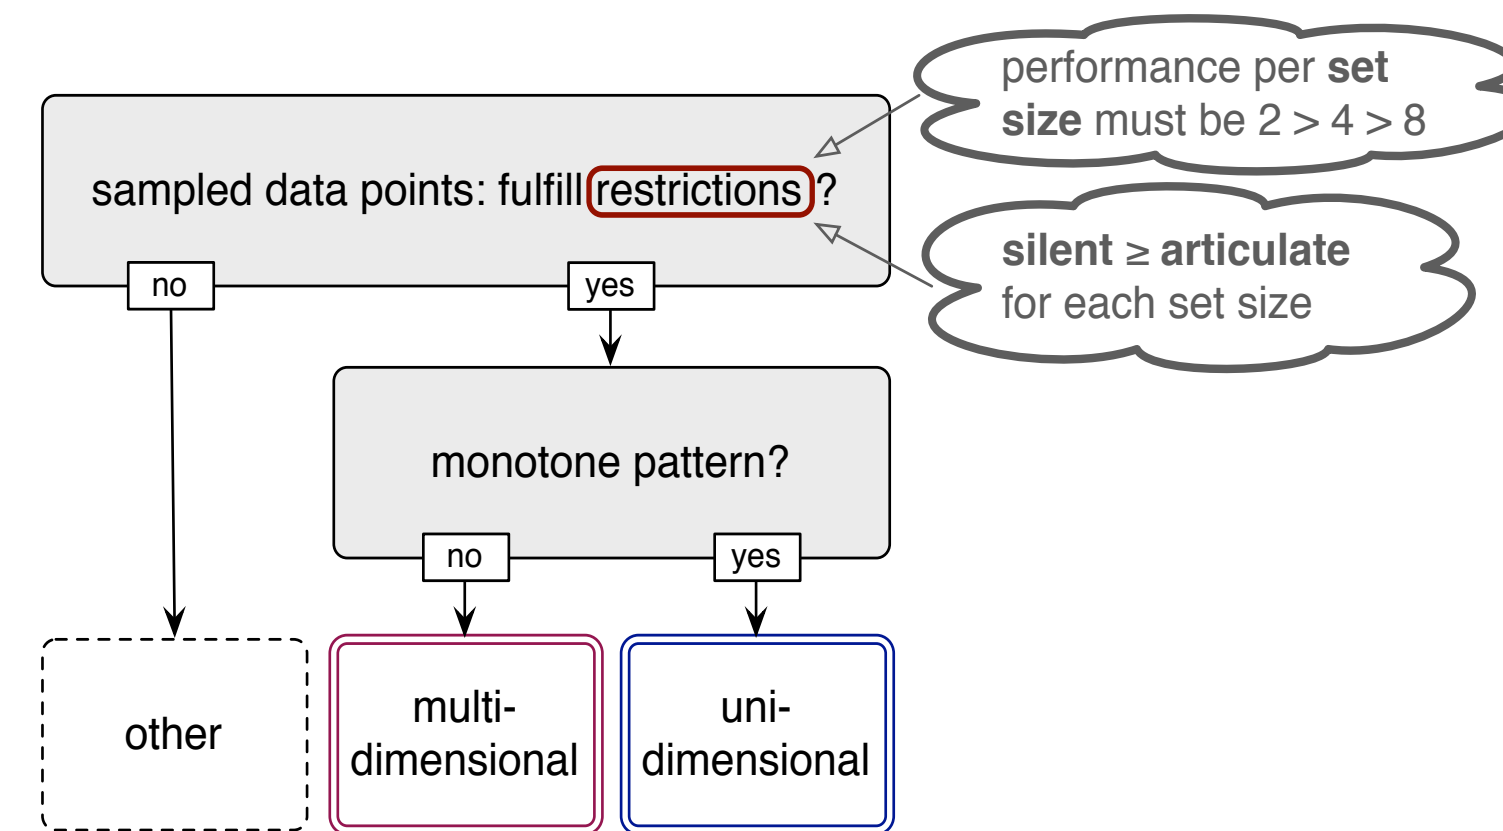 performance per set
size must be 2 > 4 > 8
sampled data points: fulfill restrictions ?
silent ≥ articulate
for each set size
no
yes
monotone pattern?
no
yes
other
multi-
dimensional
uni-
dimensional